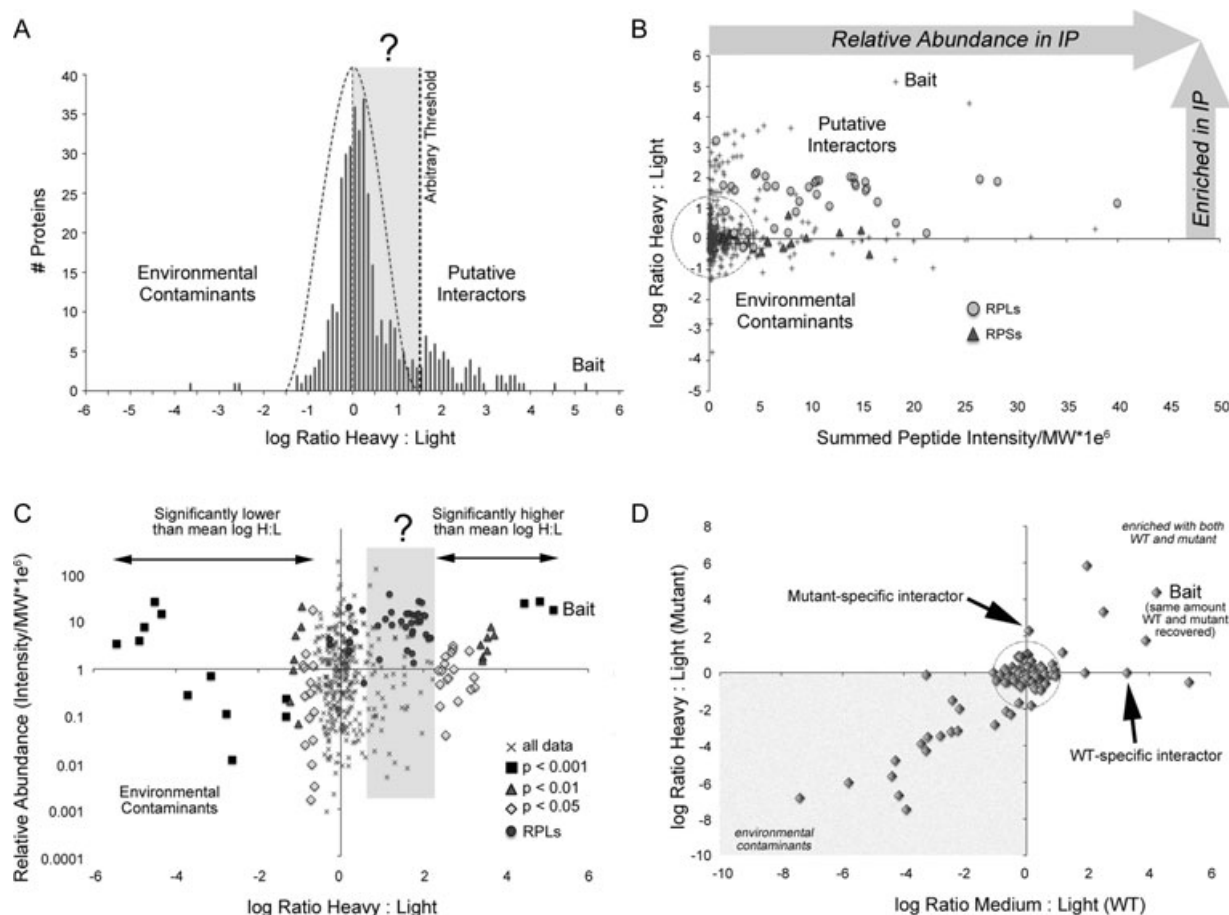 A
?
40
35
30
25
20
15
10
5
0
# Proteins
Arbitrary Threshold
Environmental
Contaminants
Putative
Interactors
Bait
-6 -5 -4 -3 -2 -1 0 1 2 3 4 5 6
log Ratio Heavy : Light
B
Relative Abundance in IP
Enriched in IP
6
5
4
3
2
1
0
-1
-2
-3
-4
-5
log Ratio Heavy : Light
Bait
Putative
Interactors
Environmental
Contaminants
RPLs
RPSs
0 5 10 15 20 25 30 35 40 45 50
Summed Peptide Intensity/MW*1e⁶
C
Significantly lower
than mean log H:L
?
Significantly higher
than mean log H:L
100
10
1
0.1
0.01
0.001
0.0001
Relative Abundance (Intensity/MW*1e⁶)
Bait
Environmental
Contaminants
all data
p < 0.001
p < 0.01
p < 0.05
RPLs
-6 -4 -2 0 2 4 6
log Ratio Heavy : Light
D
8
6
4
2
0
-2
-4
-6
-8
-10
log Ratio Heavy : Light (Mutant)
enriched with both
WT and mutant
Mutant-specific interactor
Bait
(same amount
WT and mutant
recovered)
WT-specific interactor
environmental
contaminants
-10 -8 -6 -4 -2 0 2 4 6
log Ratio Medium : Light (WT)